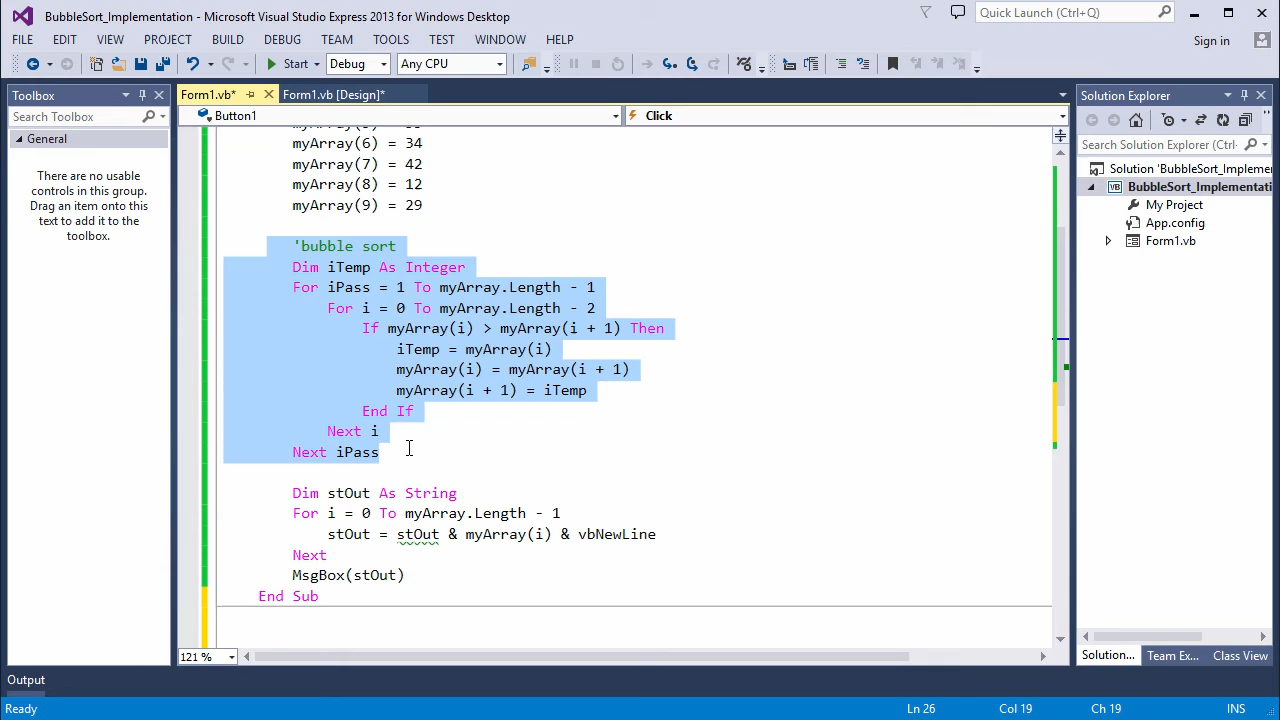 BubbleSort_Implementation - Microsoft Visual Studio Express 2013 for Windows Desktop
Quick Launch (Ctrl+Q)
FILE EDIT VIEW PROJECT BUILD DEBUG TEAM TOOLS TEST WINDOW HELP
Sign in
Start Debug Any CPU
Toolbox
Search Toolbox
General
There are no usable
controls in this group.
Drag an item onto this
text to add it to the
toolbox.
Form1.vb* Form1.vb [Design]*
Button1 Click
myArray(6) = 34
myArray(7) = 42
myArray(8) = 12
myArray(9) = 29
'bubble sort
Dim iTemp As Integer
For iPass = 1 To myArray.Length - 1
For i = 0 To myArray.Length - 2
If myArray(i) > myArray(i + 1) Then
iTemp = myArray(i)
myArray(i) = myArray(i + 1)
myArray(i + 1) = iTemp
End If
Next i
Next iPass
Dim stOut As String
For i = 0 To myArray.Length - 1
stOut = stOut & myArray(i) & vbNewLine
Next
MsgBox(stOut)
End Sub
121 %
Solution Explorer
Search Solution Explorer (Ctrl+
Solution 'BubbleSort_Implemen
VB BubbleSort_Implementati
My Project
App.config
Form1.vb
Solution... Team Ex... Class View
Output
Ready Ln 26 Col 19 Ch 19 INS